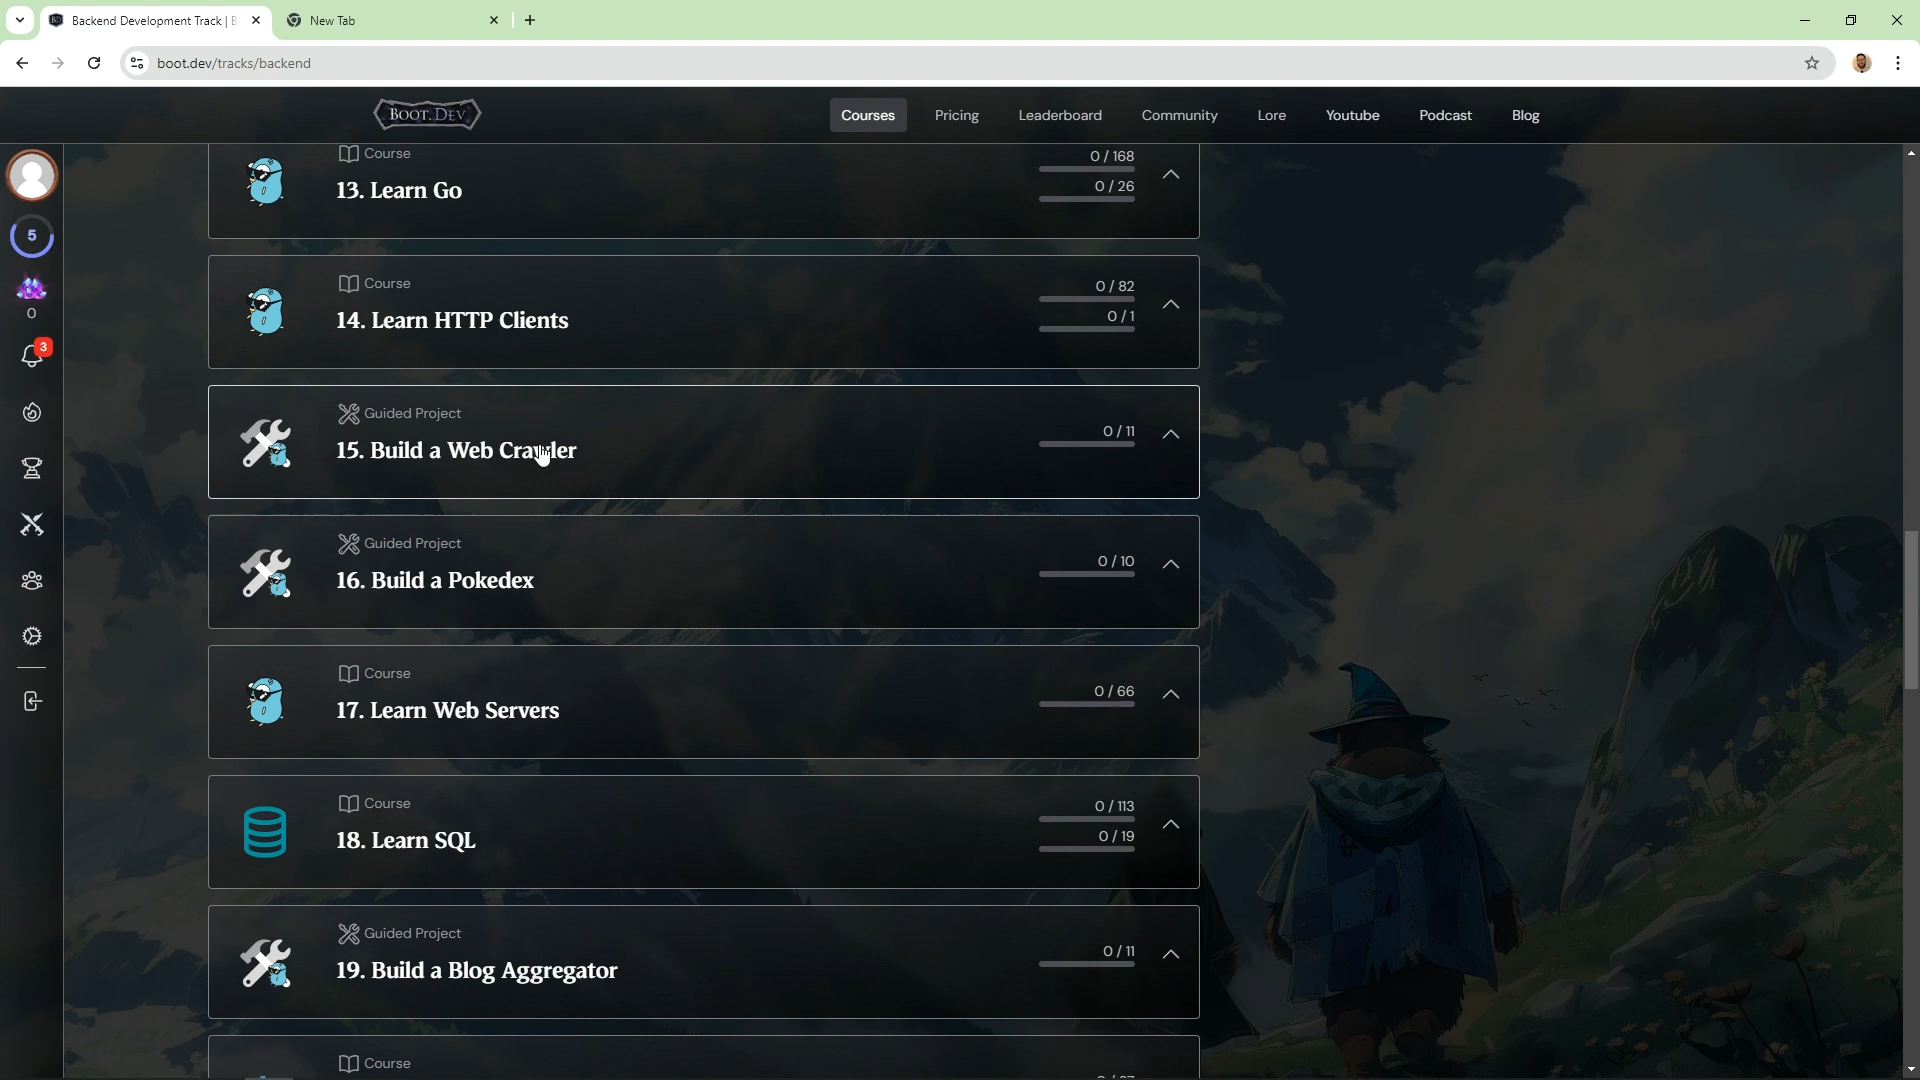 Backend Development Track | B
New Tab
boot.dev/tracks/backend
BOOT.DEV
Courses
Pricing
Leaderboard
Community
Lore
Youtube
Podcast
Blog
5
0
3
Course
13. Learn Go
0 / 168
0 / 26
Course
14. Learn HTTP Clients
0 / 82
0 / 1
Guided Project
15. Build a Web Crawler
0 / 11
Guided Project
16. Build a Pokedex
0 / 10
Course
17. Learn Web Servers
0 / 66
Course
18. Learn SQL
0 / 113
0 / 19
Guided Project
19. Build a Blog Aggregator
0 / 11
Course